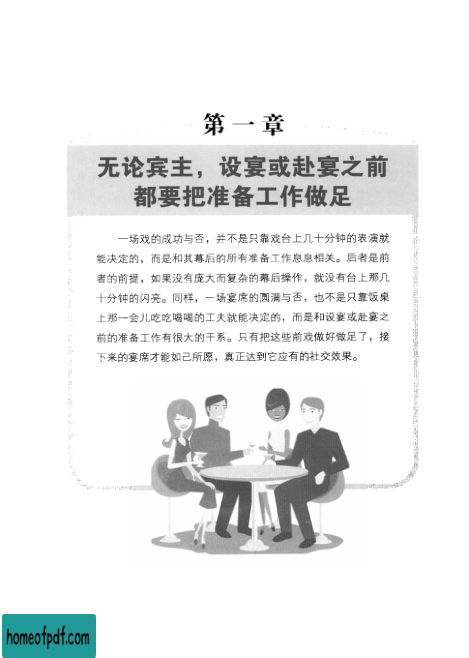 第一章
无论宾主，设宴或赴宴之前
都要把准备工作做足
一场戏的成功与否，并不是只靠戏台上几十分钟的表演就
能决定的，而是和其幕后的所有准备工作息息相关。后者是前
者的前提，如果没有庞大而复杂的幕后操作，就没有台上那几
十分钟的闪亮。同样，一场宴席的圆满与否，也不是只靠饭桌
上那一会儿吃吃喝喝的工夫就能决定的，而是和设宴或赴宴之
前的准备工作有很大的干系。只有把这些前戏做好做足了，接
下来的宴席才能如己所愿，真正达到它应有的社交效果。
homeofpdf.com